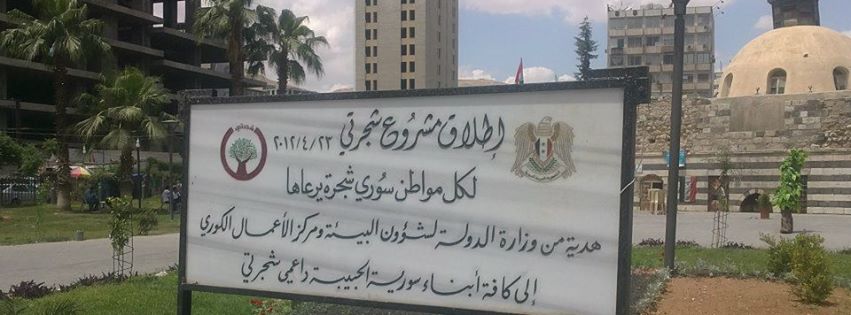 إطلاق مشروع شجرتي ٢٠١٢/٤/٢٣
لكل مواطن سوري شجرة يرعاها
هدية من وزارة الدولة لشؤون البيئة ومركز الأعمال الكوري
إلى كافة أبناء سورية الحبيبة داعمي شجرتي